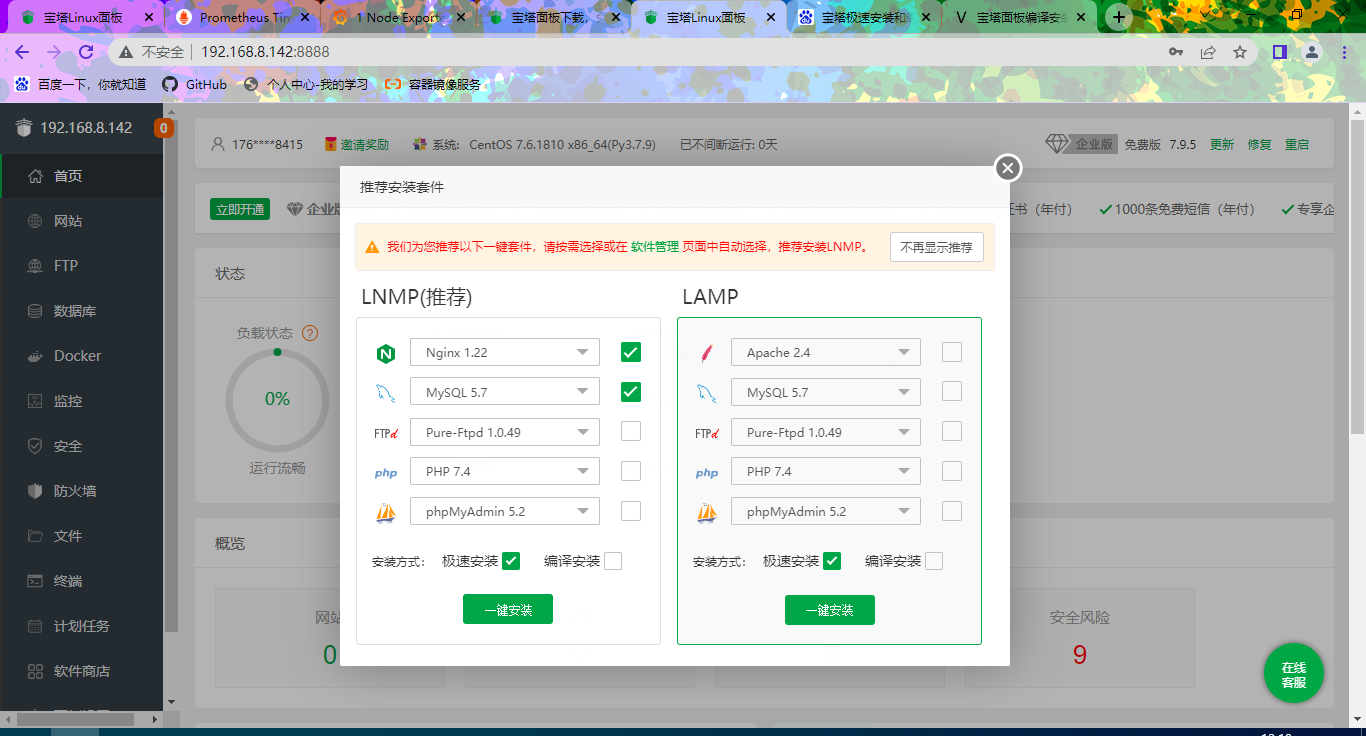 宝塔Linux面板
Prometheus Tim
1 Node Exporte
宝塔面板下载，S
宝塔Linux面板
宝塔极速安装和
宝塔面板编译安
不安全 192.168.8.142:8888
百度一下，你就知道 GitHub 个人中心-我的学习 容器镜像服务
192.168.8.142 0
首页
网站
FTP
数据库
Docker
监控
安全
防火墙
文件
终端
计划任务
软件商店
176****8415 邀请奖励 系统: CentOS 7.6.1810 x86_64(Py3.7.9) 已不间断运行: 0天 企业版 免费版 7.9.5 更新 修复 重启
立即开通 企业版 证书（年付） 1000条免费短信（年付） 专享企
状态
负载状态 ?
0%
运行流畅
概览
网站
0
安全风险
9
推荐安装套件
我们为您推荐以下一键套件，请按需选择或在 软件管理 页面中自动选择，推荐安装LNMP。 不再显示推荐
LNMP(推荐)
Nginx 1.22
MySQL 5.7
FTPd Pure-Ftpd 1.0.49
php PHP 7.4
phpMyAdmin 5.2
安装方式: 极速安装 编译安装
一键安装
LAMP
Apache 2.4
MySQL 5.7
FTPd Pure-Ftpd 1.0.49
php PHP 7.4
phpMyAdmin 5.2
安装方式: 极速安装 编译安装
一键安装
在线
客服